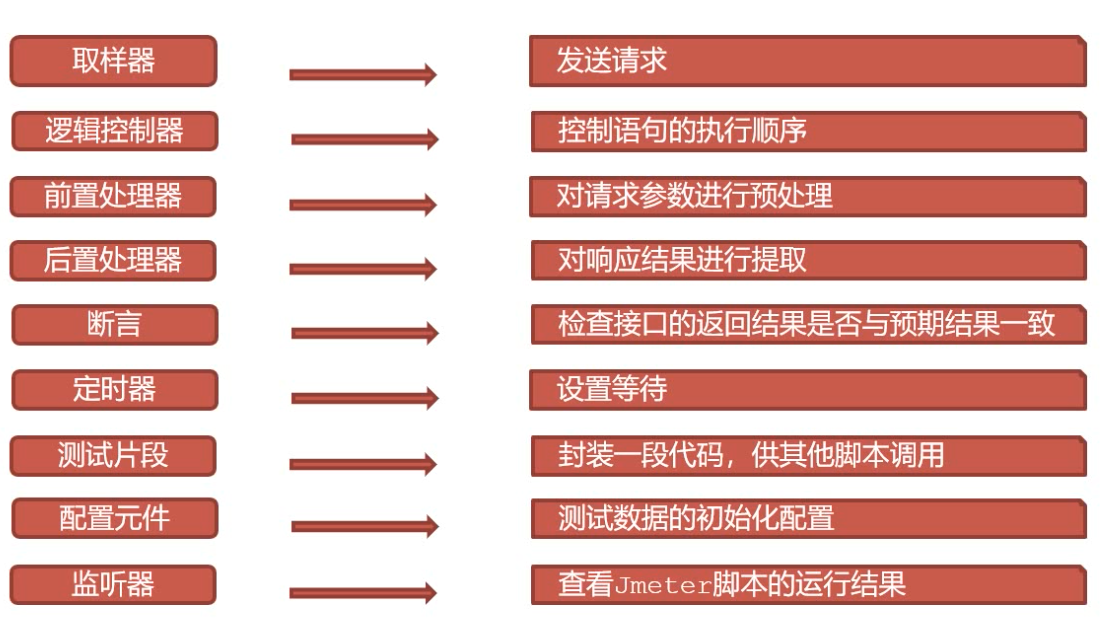 取样器
发送请求
逻辑控制器
控制语句的执行顺序
前置处理器
对请求参数进行预处理
后置处理器
对响应结果进行提取
断言
检查接口的返回结果是否与预期结果一致
定时器
设置等待
测试片段
封装一段代码，供其他脚本调用
配置元件
测试数据的初始化配置
监听器
查看Jmeter脚本的运行结果